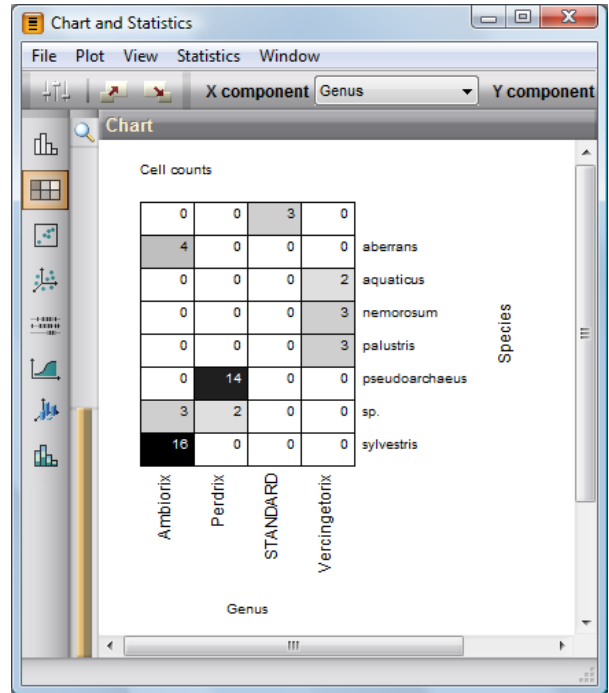 Chart and Statistics
File Plot View Statistics Window
X component Genus Y component
Chart
Cell counts
0 0 3 0
4 0 0 0 aberrans
0 0 0 2 aquaticus
0 0 0 3 nemorosum
0 0 0 3 palustris
0 14 0 0 pseudoarchaeus
3 2 0 0 sp.
16 0 0 0 sylvestris
Species
Ambiorix Perdrix STANDARD Vercingetorix
Genus